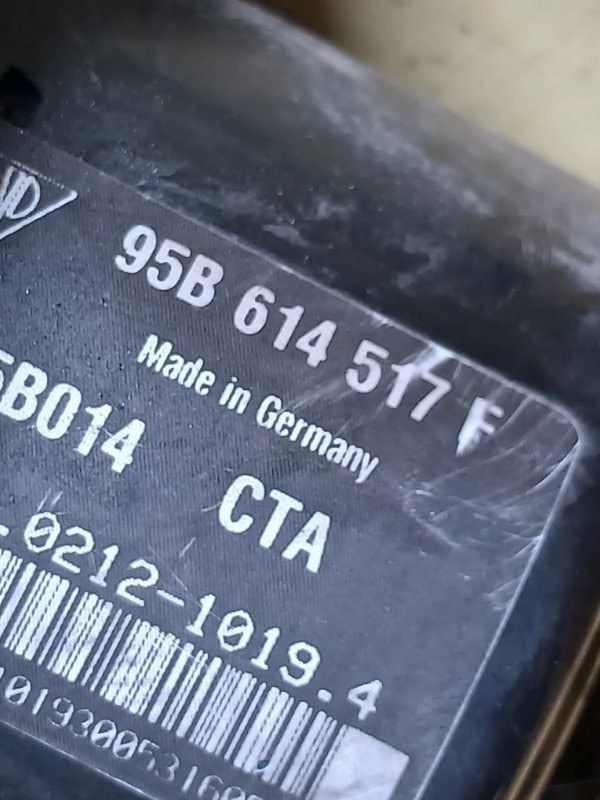 95B 614 517 F
Made in Germany
5B014 CTA
.0212-1019.4